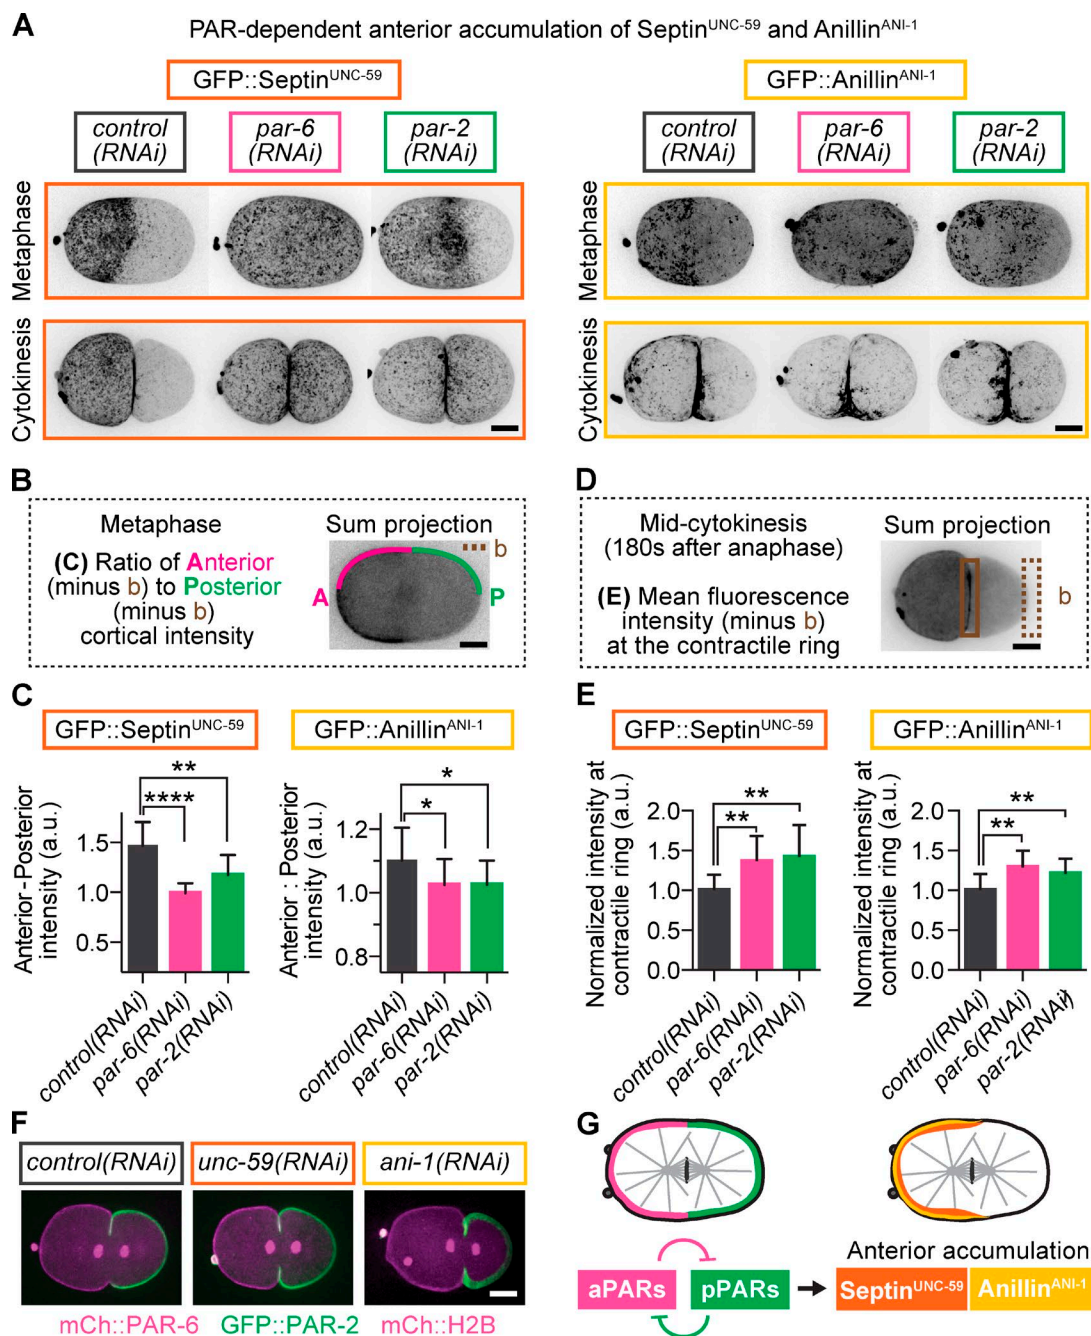 A
PAR-dependent anterior accumulation of Septin^UNC-59 and Anillin^ANI-1
GFP::Septin^UNC-59
control
(RNAi)
par-6
(RNAi)
par-2
(RNAi)
GFP::Anillin^ANI-1
control
(RNAi)
par-6
(RNAi)
par-2
(RNAi)
Metaphase
Cytokinesis
Metaphase
Cytokinesis
B
Metaphase
(C) Ratio of Anterior
(minus b) to Posterior
(minus b)
cortical intensity
Sum projection
b
A
P
D
Mid-cytokinesis
(180s after anaphase)
(E) Mean fluorescence
intensity (minus b)
at the contractile ring
Sum projection
b
C
GFP::Septin^UNC-59
Anterior -Posterior
intensity (a.u.)
1.5
1.0
0.5
**
****
control(RNAi)
par-6(RNAi)
par-2(RNAi)
GFP::Anillin^ANI-1
Anterior : Posterior
intensity (a.u.)
1.2
1.0
0.8
*
*
control(RNAi)
par-6(RNAi)
par-2(RNAi)
E
GFP::Septin^UNC-59
Normalized intensity at
contractile ring (a.u.)
2.0
1.5
1.0
0.5
0.0
**
**
control(RNAi)
par-6(RNAi)
par-2(RNAi)
GFP::Anillin^ANI-1
Normalized intensity at
contractile ring (a.u.)
2.0
1.5
1.0
0.5
0.0
**
**
control(RNAi)
par-6(RNAi)
par-2(RNAi)
F
control(RNAi)
unc-59(RNAi)
ani-1(RNAi)
mCh::PAR-6
GFP::PAR-2
mCh::H2B
G
aPARs
pPARs
Anterior accumulation
Septin^UNC-59
Anillin^ANI-1